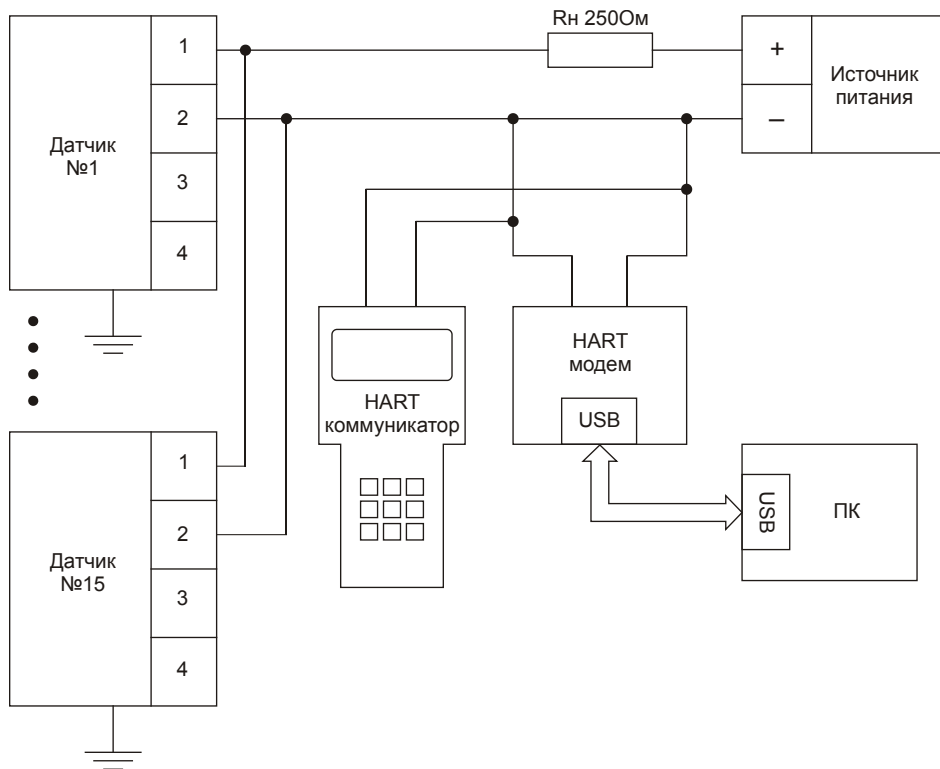 Rн 250Ом
1
2
3
4
Датчик
№1
+
–
Источник
питания
HART
коммуникатор
HART
модем
USB
USB
ПК
1
2
3
4
Датчик
№15